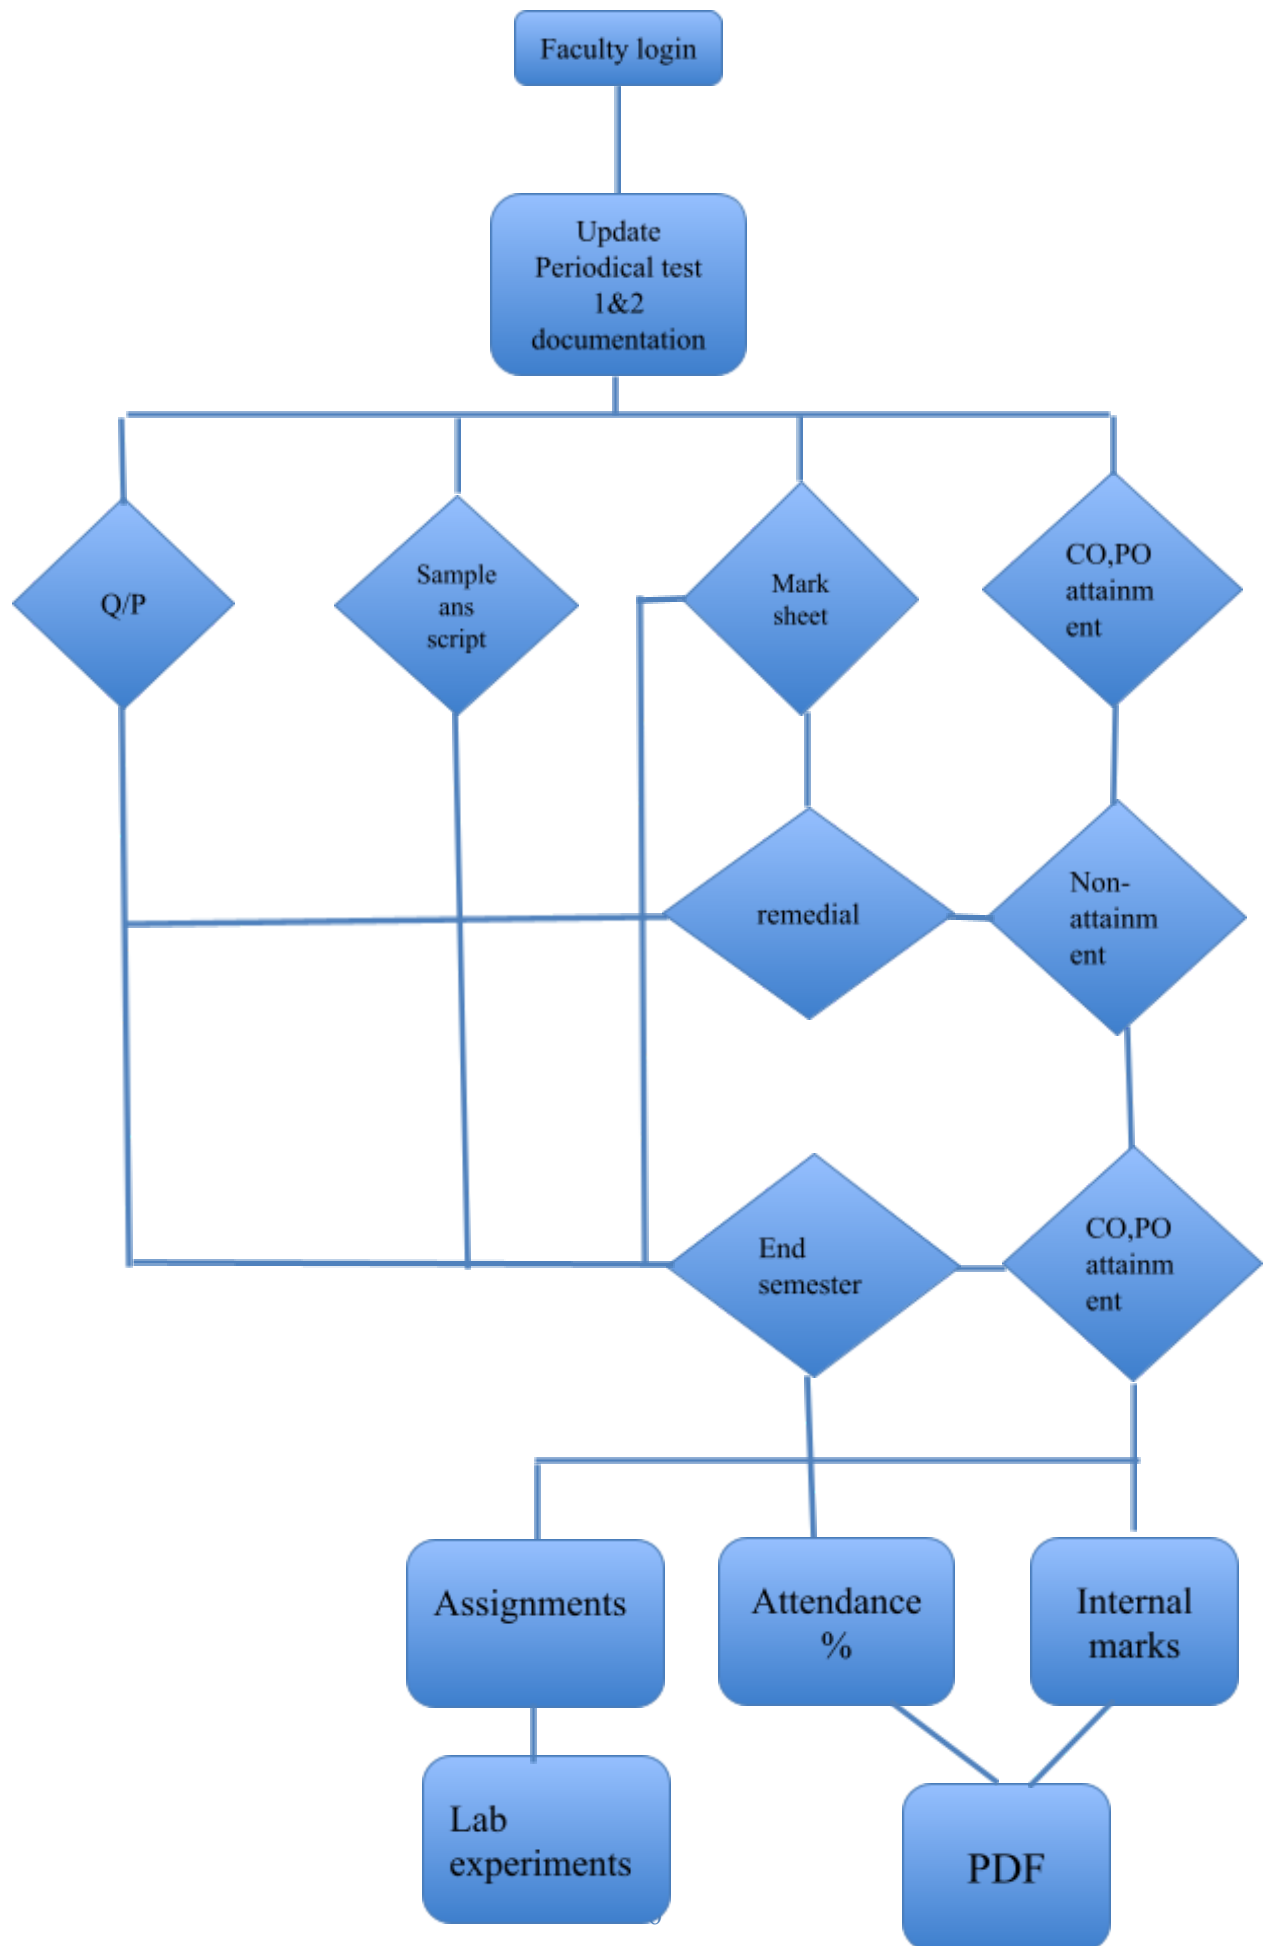 Faculty login
Update
Periodical test
1&2
documentation
Q/P
Sample
ans
script
Mark
sheet
CO,PO
attainm
ent
remedial
Non-
attainm
ent
End
semester
CO,PO
attainm
ent
Assignments
Attendance
%
Internal
marks
Lab
experiments
PDF